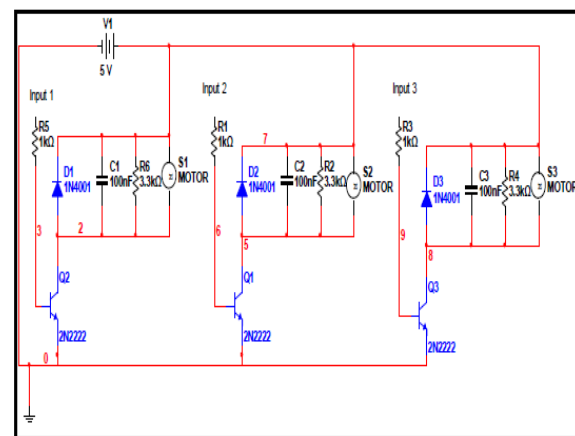 V1
5 V
Input 1
Input 2
Input 3
R5
1kΩ
D1
1N4001
C1
100nF
R6
3.3kΩ
S1
MOTOR
3
2
Q2
2N2222
0
R1
1kΩ
7
D2
1N4001
C2
100nF
R2
3.3kΩ
S2
MOTOR
6
5
Q1
2N2222
R3
1kΩ
D3
1N4001
C3
100nF
R4
3.3kΩ
S3
MOTOR
9
8
Q3
2N2222